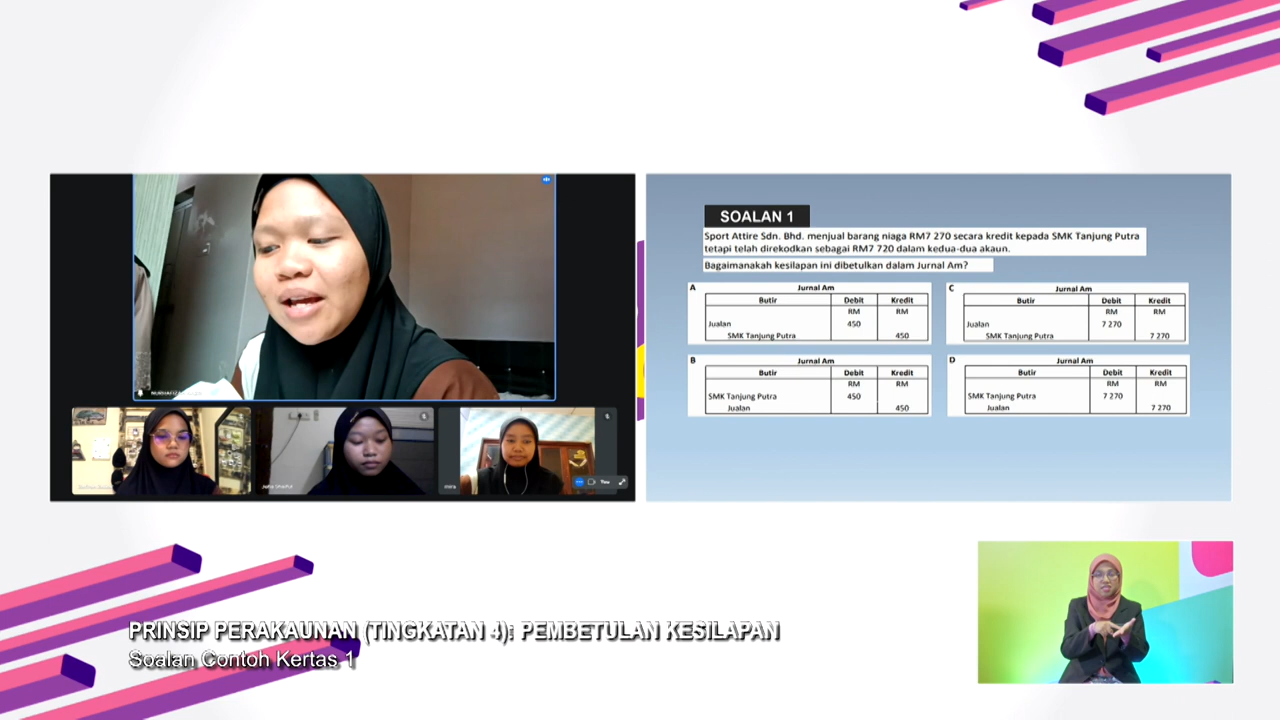 SOALAN 1
Sport Attire Sdn. Bhd. menjual barang niaga RM7 270 secara kredit kepada SMK Tanjung Putra
tetapi telah direkodkan sebagai RM7 720 dalam kedua-dua akaun.
Bagaimanakah kesilapan ini dibetulkan dalam Jurnal Am?
A Jurnal Am
Butir Debit Kredit
RM RM
Jualan 450
SMK Tanjung Putra 450
B Jurnal Am
Butir Debit Kredit
RM RM
SMK Tanjung Putra 450
Jualan 450
C Jurnal Am
Butir Debit Kredit
RM RM
Jualan 7 270
SMK Tanjung Putra 7 270
D Jurnal Am
Butir Debit Kredit
RM RM
SMK Tanjung Putra 7 270
Jualan 7 270
You
PRINSIP PERAKAUNAN (TINGKATAN 4): PEMBETULAN KESILAPAN
Soalan Contoh Kertas 1